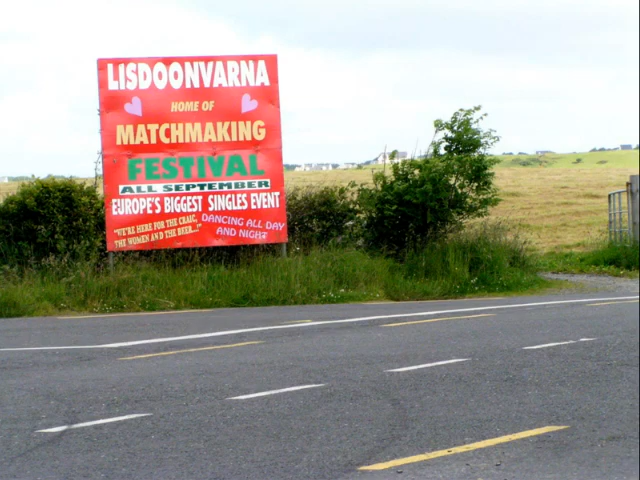 LISDOONVARNA
HOME OF
MATCHMAKING
FESTIVAL
ALL SEPTEMBER
EUROPE'S BIGGEST SINGLES EVENT
"WE'RE HERE FOR THE CRAIC,
THE WOMEN AND THE BEER..."
DANCING ALL DAY
AND NIGHT